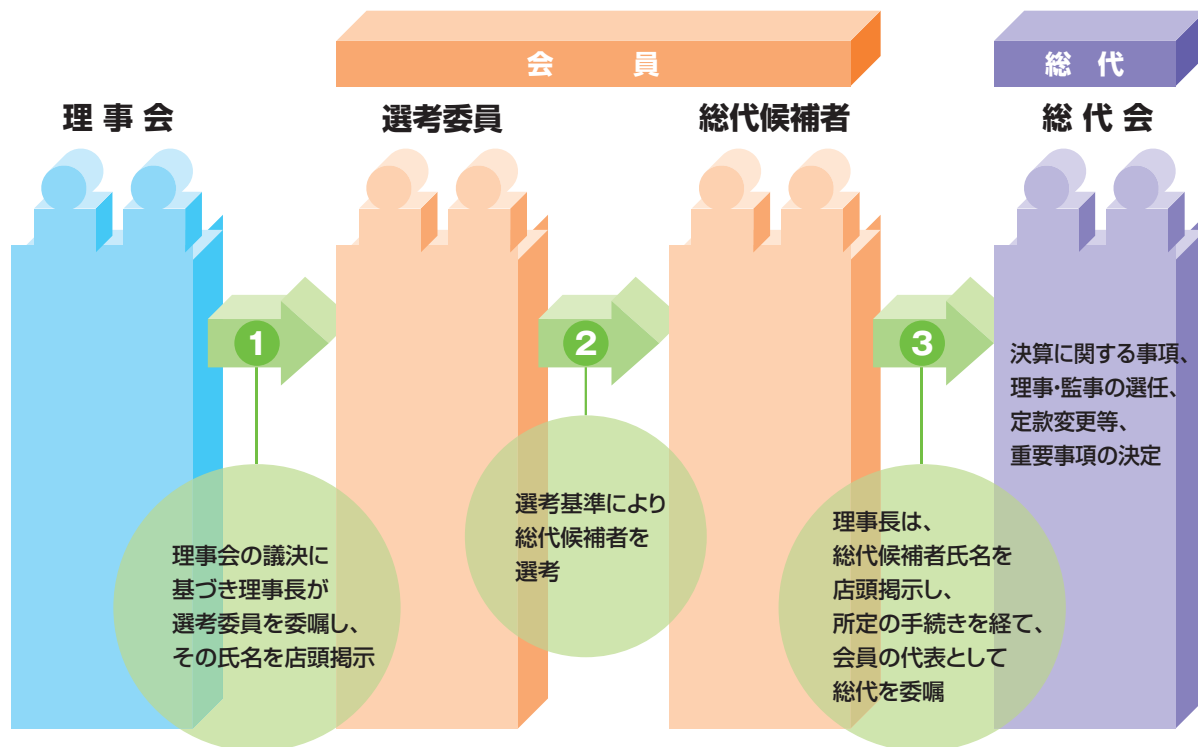 会員
総代
理事会
選考委員
総代候補者
総代会
1
2
3
理事会の議決に
基づき理事長が
選考委員を委嘱し、
その氏名を店頭掲示
選考基準により
総代候補者を
選考
理事長は、
総代候補者氏名を
店頭掲示し、
所定の手続きを経て、
会員の代表として
総代を委嘱
決算に関する事項、
理事・監事の選任、
定款変更等、
重要事項の決定